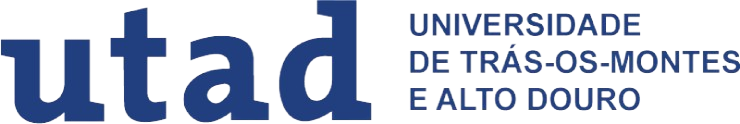 utad
UNIVERSIDADE
DE TRÁS-OS-MONTES
E ALTO DOURO